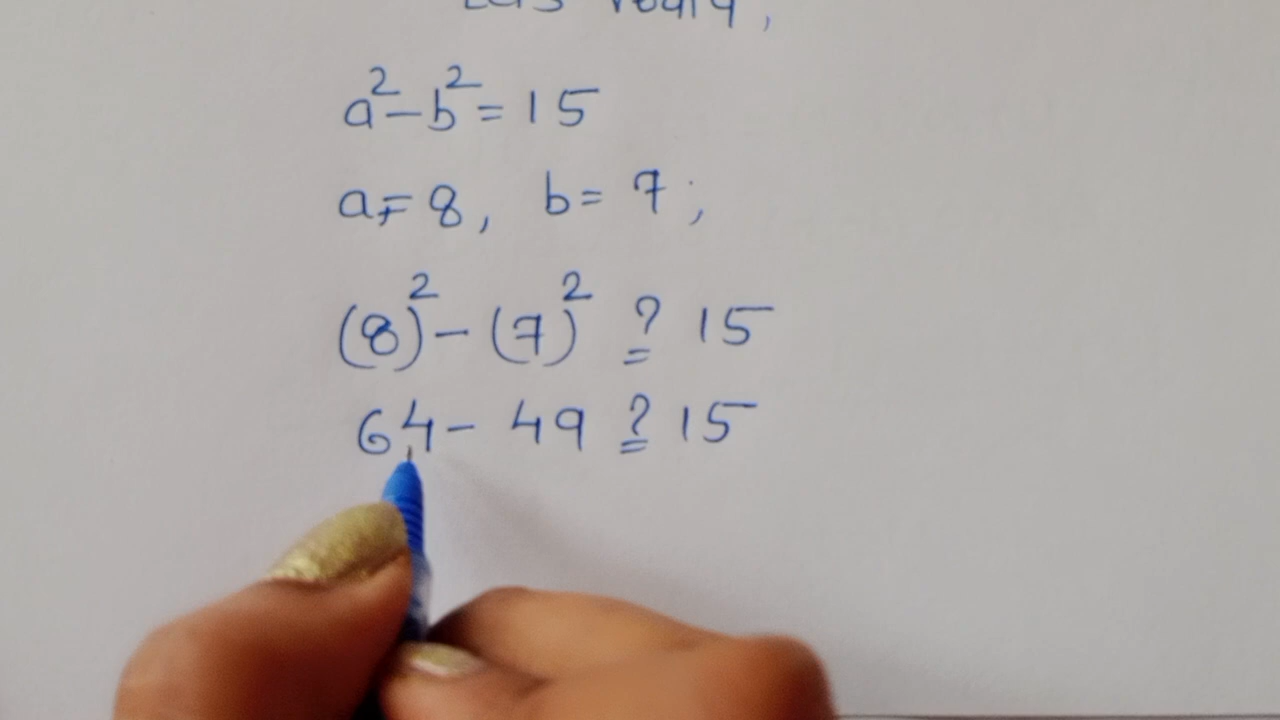 a² - b² = 15
a = 8, b = 7;
(8)² - (7)² ≟ 15
64 - 49 ≟ 15